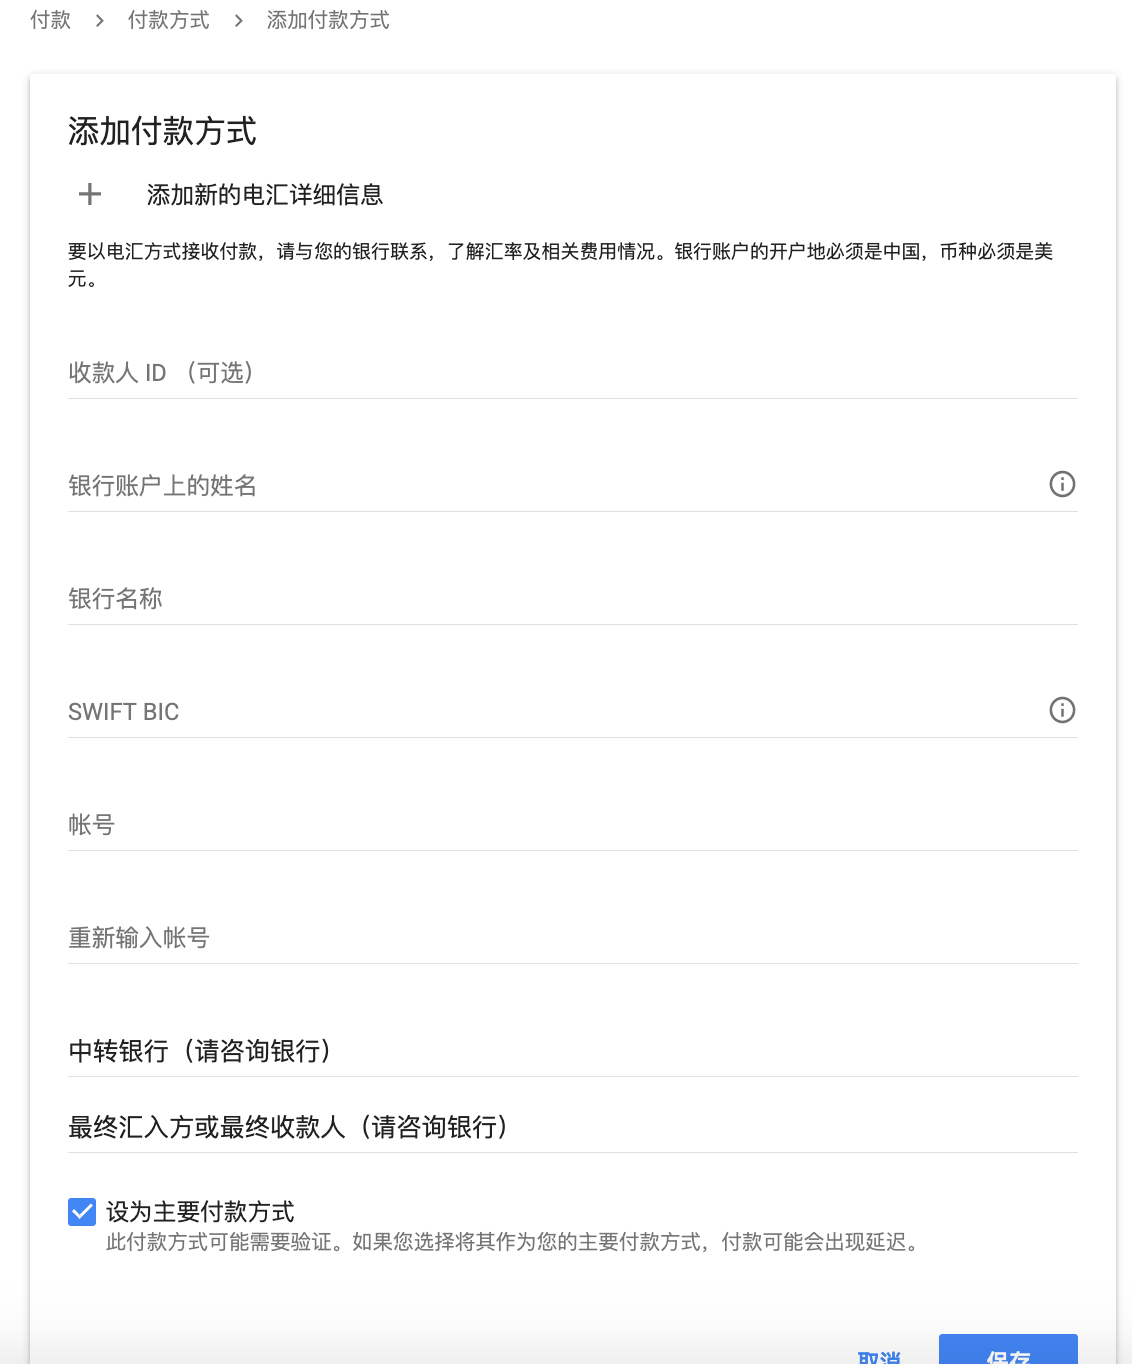 付款 > 付款方式 > 添加付款方式
添加付款方式
添加新的电汇详细信息
要以电汇方式接收付款，请与您的银行联系，了解汇率及相关费用情况。银行账户的开户地必须是中国，币种必须是美
元。
收款人 ID （可选）
银行账户上的姓名
银行名称
SWIFT BIC
帐号
重新输入帐号
中转银行（请咨询银行）
最终汇入方或最终收款人（请咨询银行）
设为主要付款方式
此付款方式可能需要验证。如果您选择将其作为您的主要付款方式，付款可能会出现延迟。
取消 保存